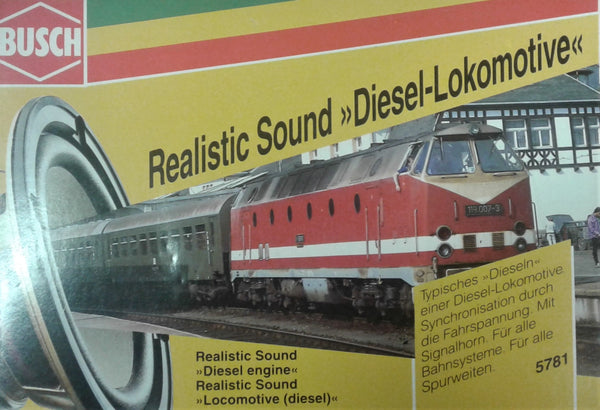 BUSCH
Realistic Sound »Diesel-Lokomotive«
119 007-3
Typisches »Dieseln«
einer Diesel-Lokomotive
Synchronisation durch
die Fahrspannung. Mit
Signalhorn. Für alle
Bahnsysteme. Für alle
Spurweiten.
5781
Realistic Sound
»Diesel engine«
Realistic Sound
»Locomotive (diesel)«